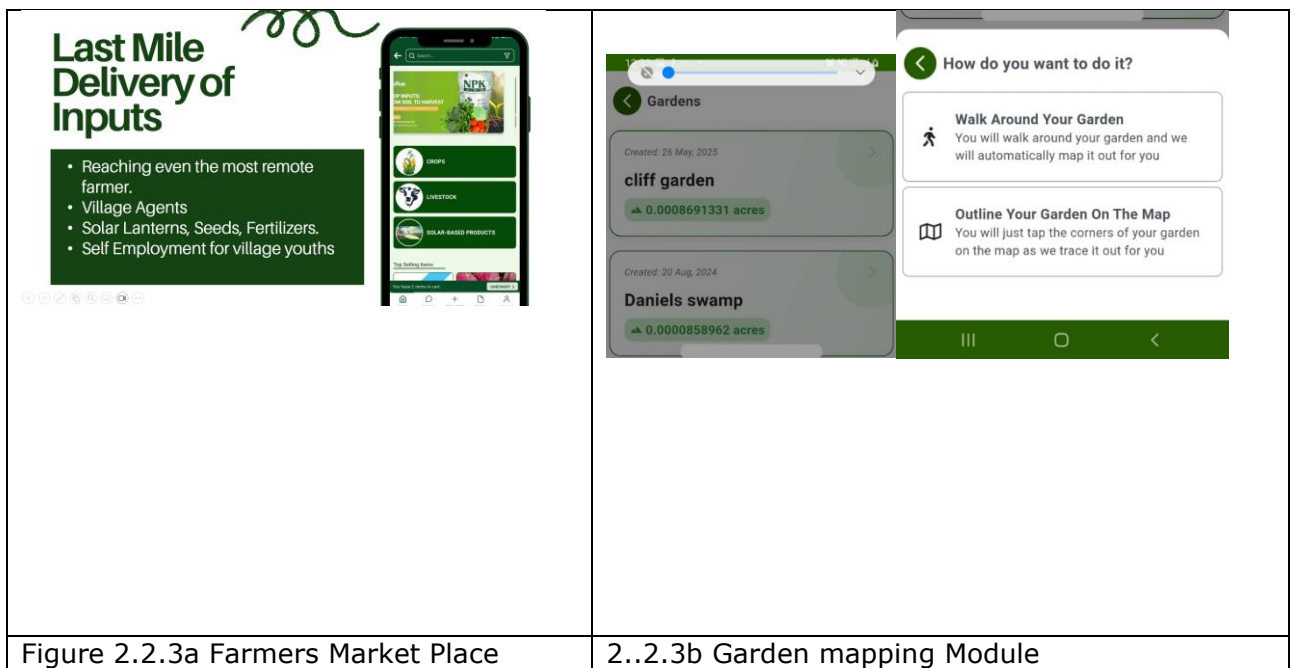 Last Mile
Delivery of
Inputs
• Reaching even the most remote
farmer.
• Village Agents
• Solar Lanterns, Seeds, Fertilizers.
• Self Employment for village youths
Search...
NPK
CROPS
LIVESTOCK
SOLAR-BASED PRODUCTS
Top Selling Items
CHECKOUT >
Gardens
Created: 26 May, 2025
cliff garden
0.0008691331 acres
Created: 20 Aug, 2024
Daniels swamp
0.0000858962 acres
How do you want to do it?
Walk Around Your Garden
You will walk around your garden and we
will automatically map it out for you
Outline Your Garden On The Map
You will just tap the corners of your garden
on the map as we trace it out for you
Figure 2.2.3a Farmers Market Place
2..2.3b Garden mapping Module